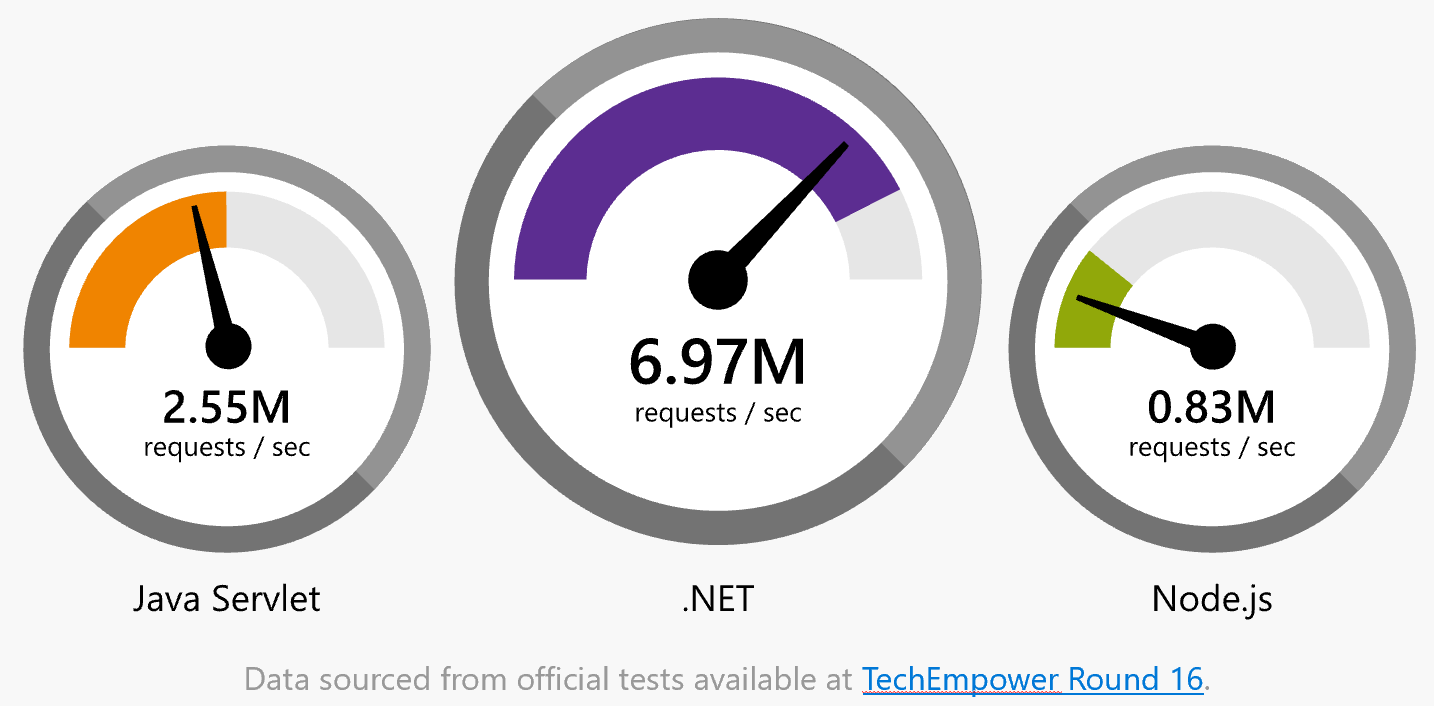 2.55M
requests / sec
Java Servlet
6.97M
requests / sec
.NET
0.83M
requests / sec
Node.js
Data sourced from official tests available at TechEmpower Round 16.